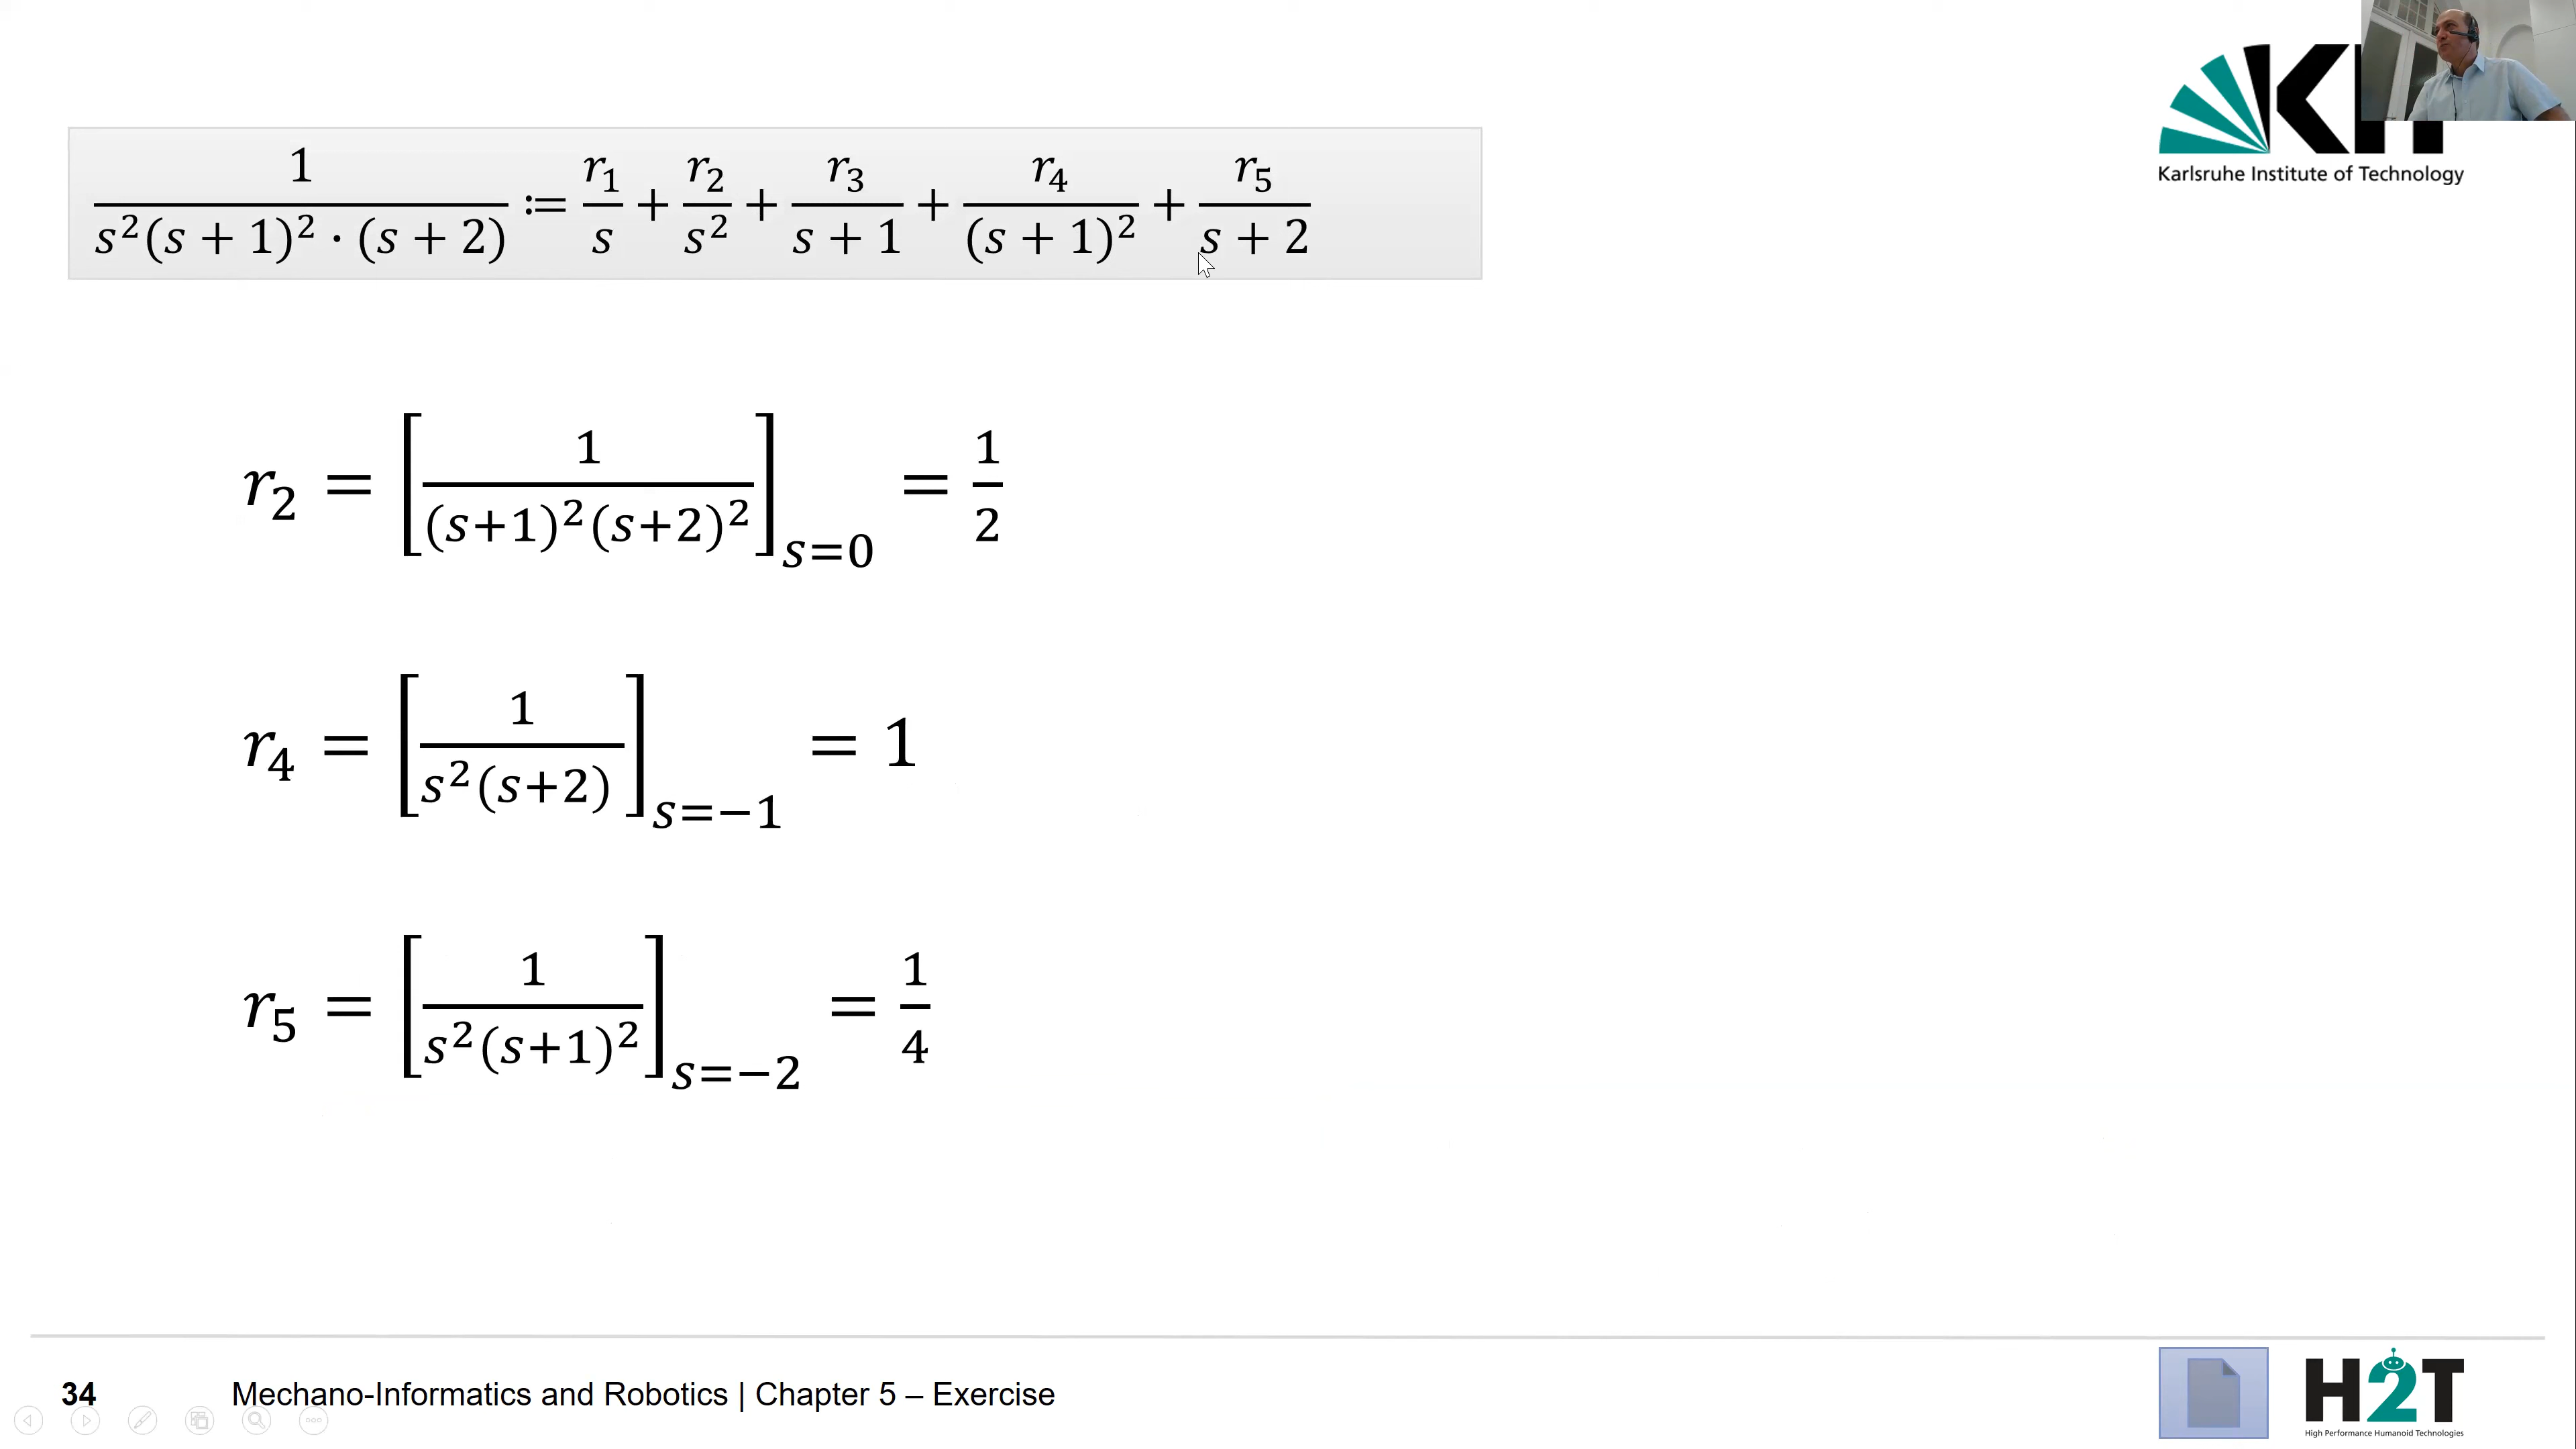 KIT
Karlsruhe Institute of Technology
1/(s²(s + 1)² · (s + 2)) := r₁/s + r₂/s² + r₃/(s + 1) + r₄/(s + 1)² + r₅/(s + 2)
r₂ = [1/((s+1)²(s+2)²)]ₛ₌₀ = 1/2
r₄ = [1/(s²(s+2))]ₛ₌₋₁ = 1
r₅ = [1/(s²(s+1)²)]ₛ₌₋₂ = 1/4
34 Mechano-Informatics and Robotics | Chapter 5 – Exercise
H2T
High Performance Humanoid Technologies